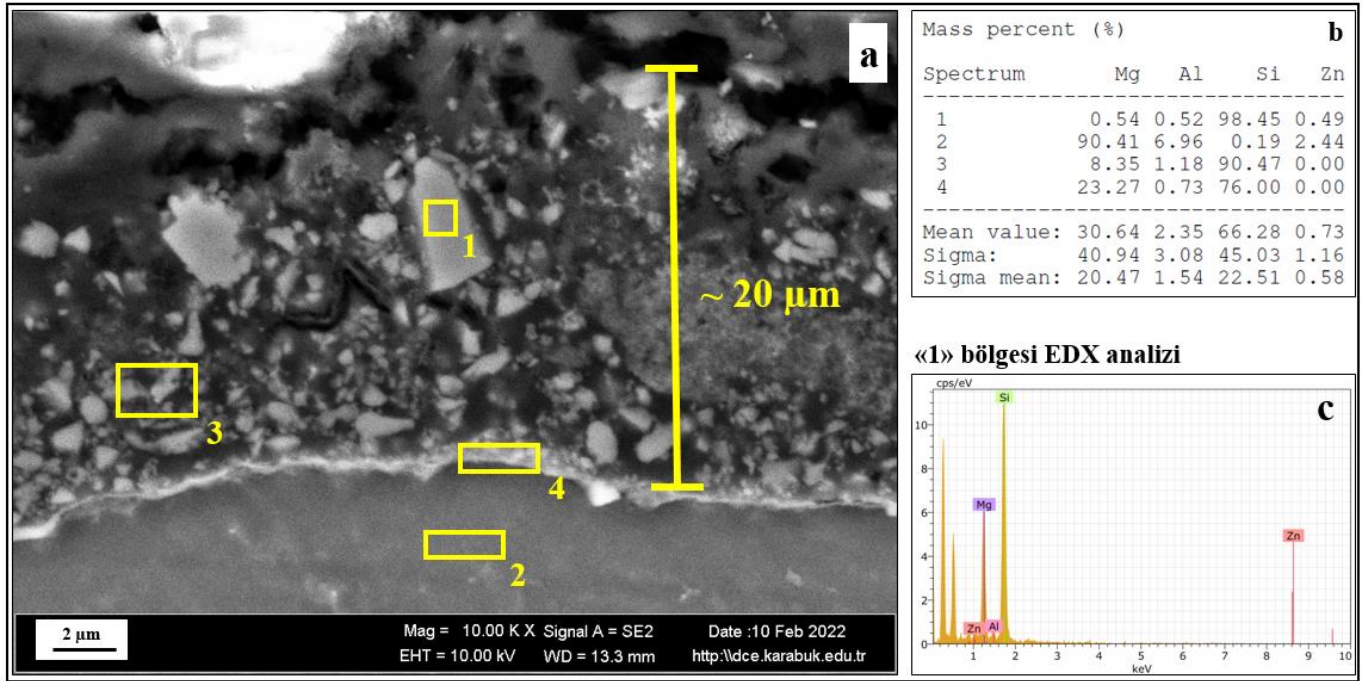 a
1
~ 20 µm
3
4
2
2 µm
Mag = 10.00 K X Signal A = SE2 Date :10 Feb 2022
EHT = 10.00 kV WD = 13.3 mm http:\\dce.karabuk.edu.tr
Mass percent (%) b
Spectrum Mg Al Si Zn
1 0.54 0.52 98.45 0.49
2 90.41 6.96 0.19 2.44
3 8.35 1.18 90.47 0.00
4 23.27 0.73 76.00 0.00
Mean value: 30.64 2.35 66.28 0.73
Sigma: 40.94 3.08 45.03 1.16
Sigma mean: 20.47 1.54 22.51 0.58
«1» bölgesi EDX analizi
cps/eV
c
Si
10
8
Mg
6
Zn
4
2
Zn Al
0
1 2 3 4 5 6 7 8 9 10
keV